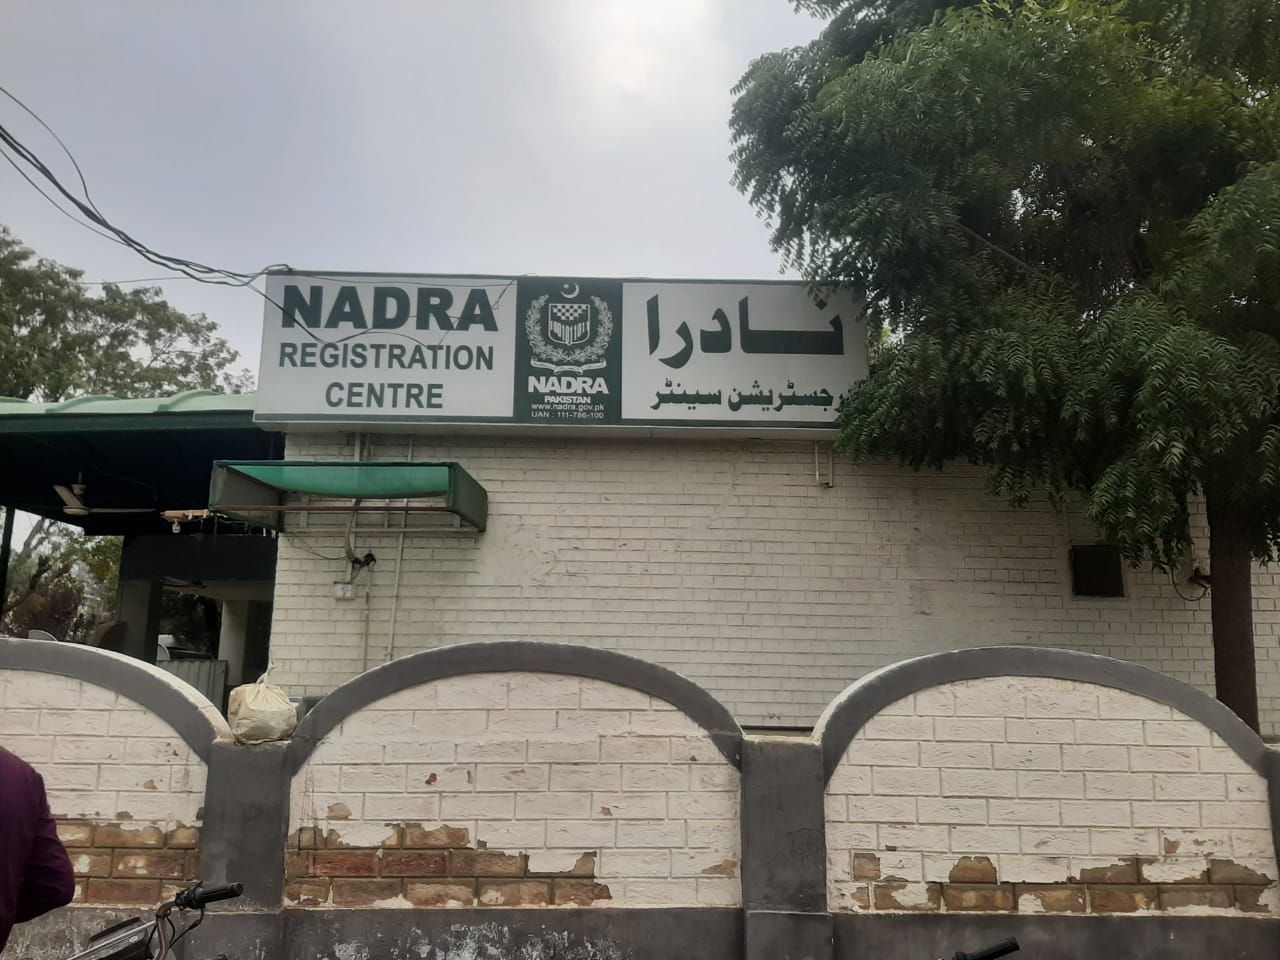 NADRA
REGISTRATION
CENTRE
NADRA
PAKISTAN
www.nadra.gov.pk
UAN : 111-786-100
نادرا
رجسٹریشن سینٹر